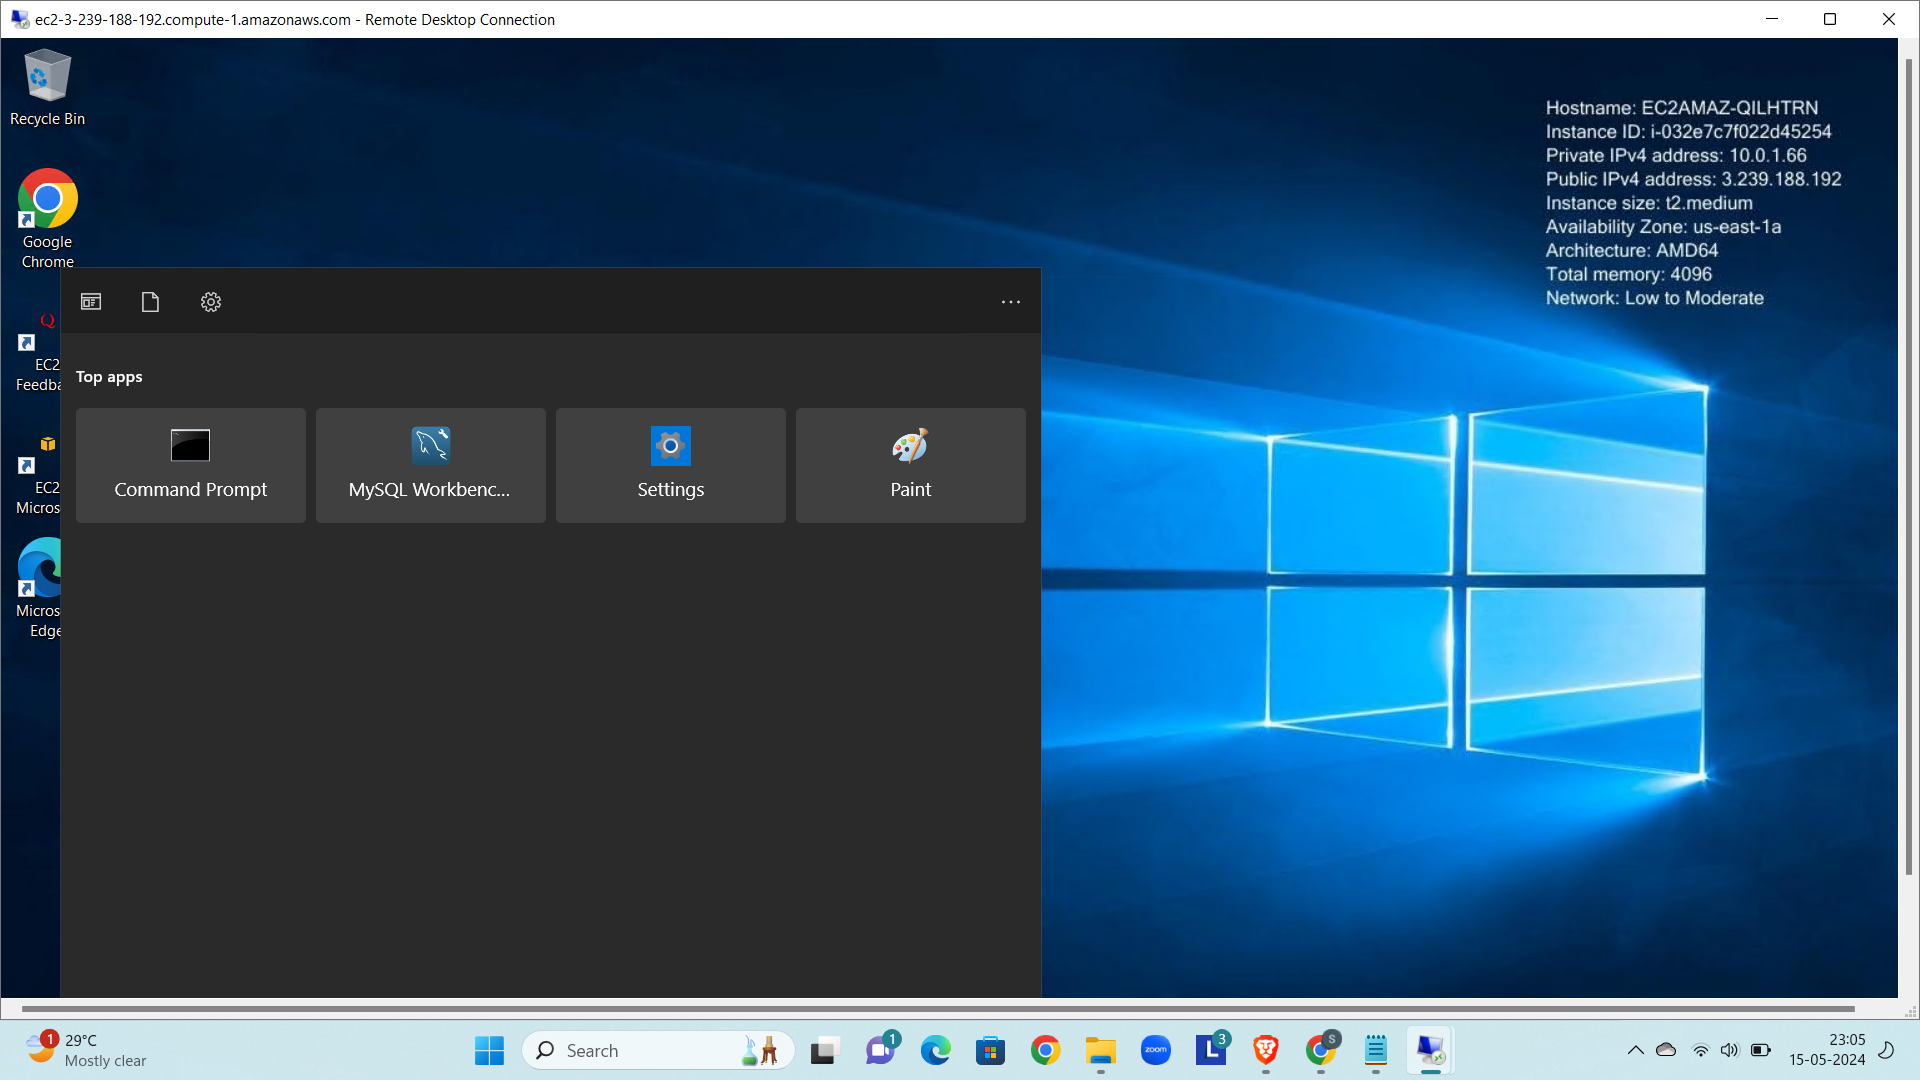 ec2-3-239-188-192.compute-1.amazonaws.com - Remote Desktop Connection
Recycle Bin
Hostname: EC2AMAZ-QILHTRN
Instance ID: i-032e7c7f022d45254
Private IPv4 address: 10.0.1.66
Public IPv4 address: 3.239.188.192
Instance size: t2.medium
Availability Zone: us-east-1a
Architecture: AMD64
Total memory: 4096
Network: Low to Moderate
Google
Chrome
Q
EC2
Feedba
EC2
Micros
Micros
Edge
Top apps
Command Prompt
MySQL Workbenc...
Settings
Paint
1
29°C
Mostly clear
Search
1
zoom
L
3
S
23:05
15-05-2024